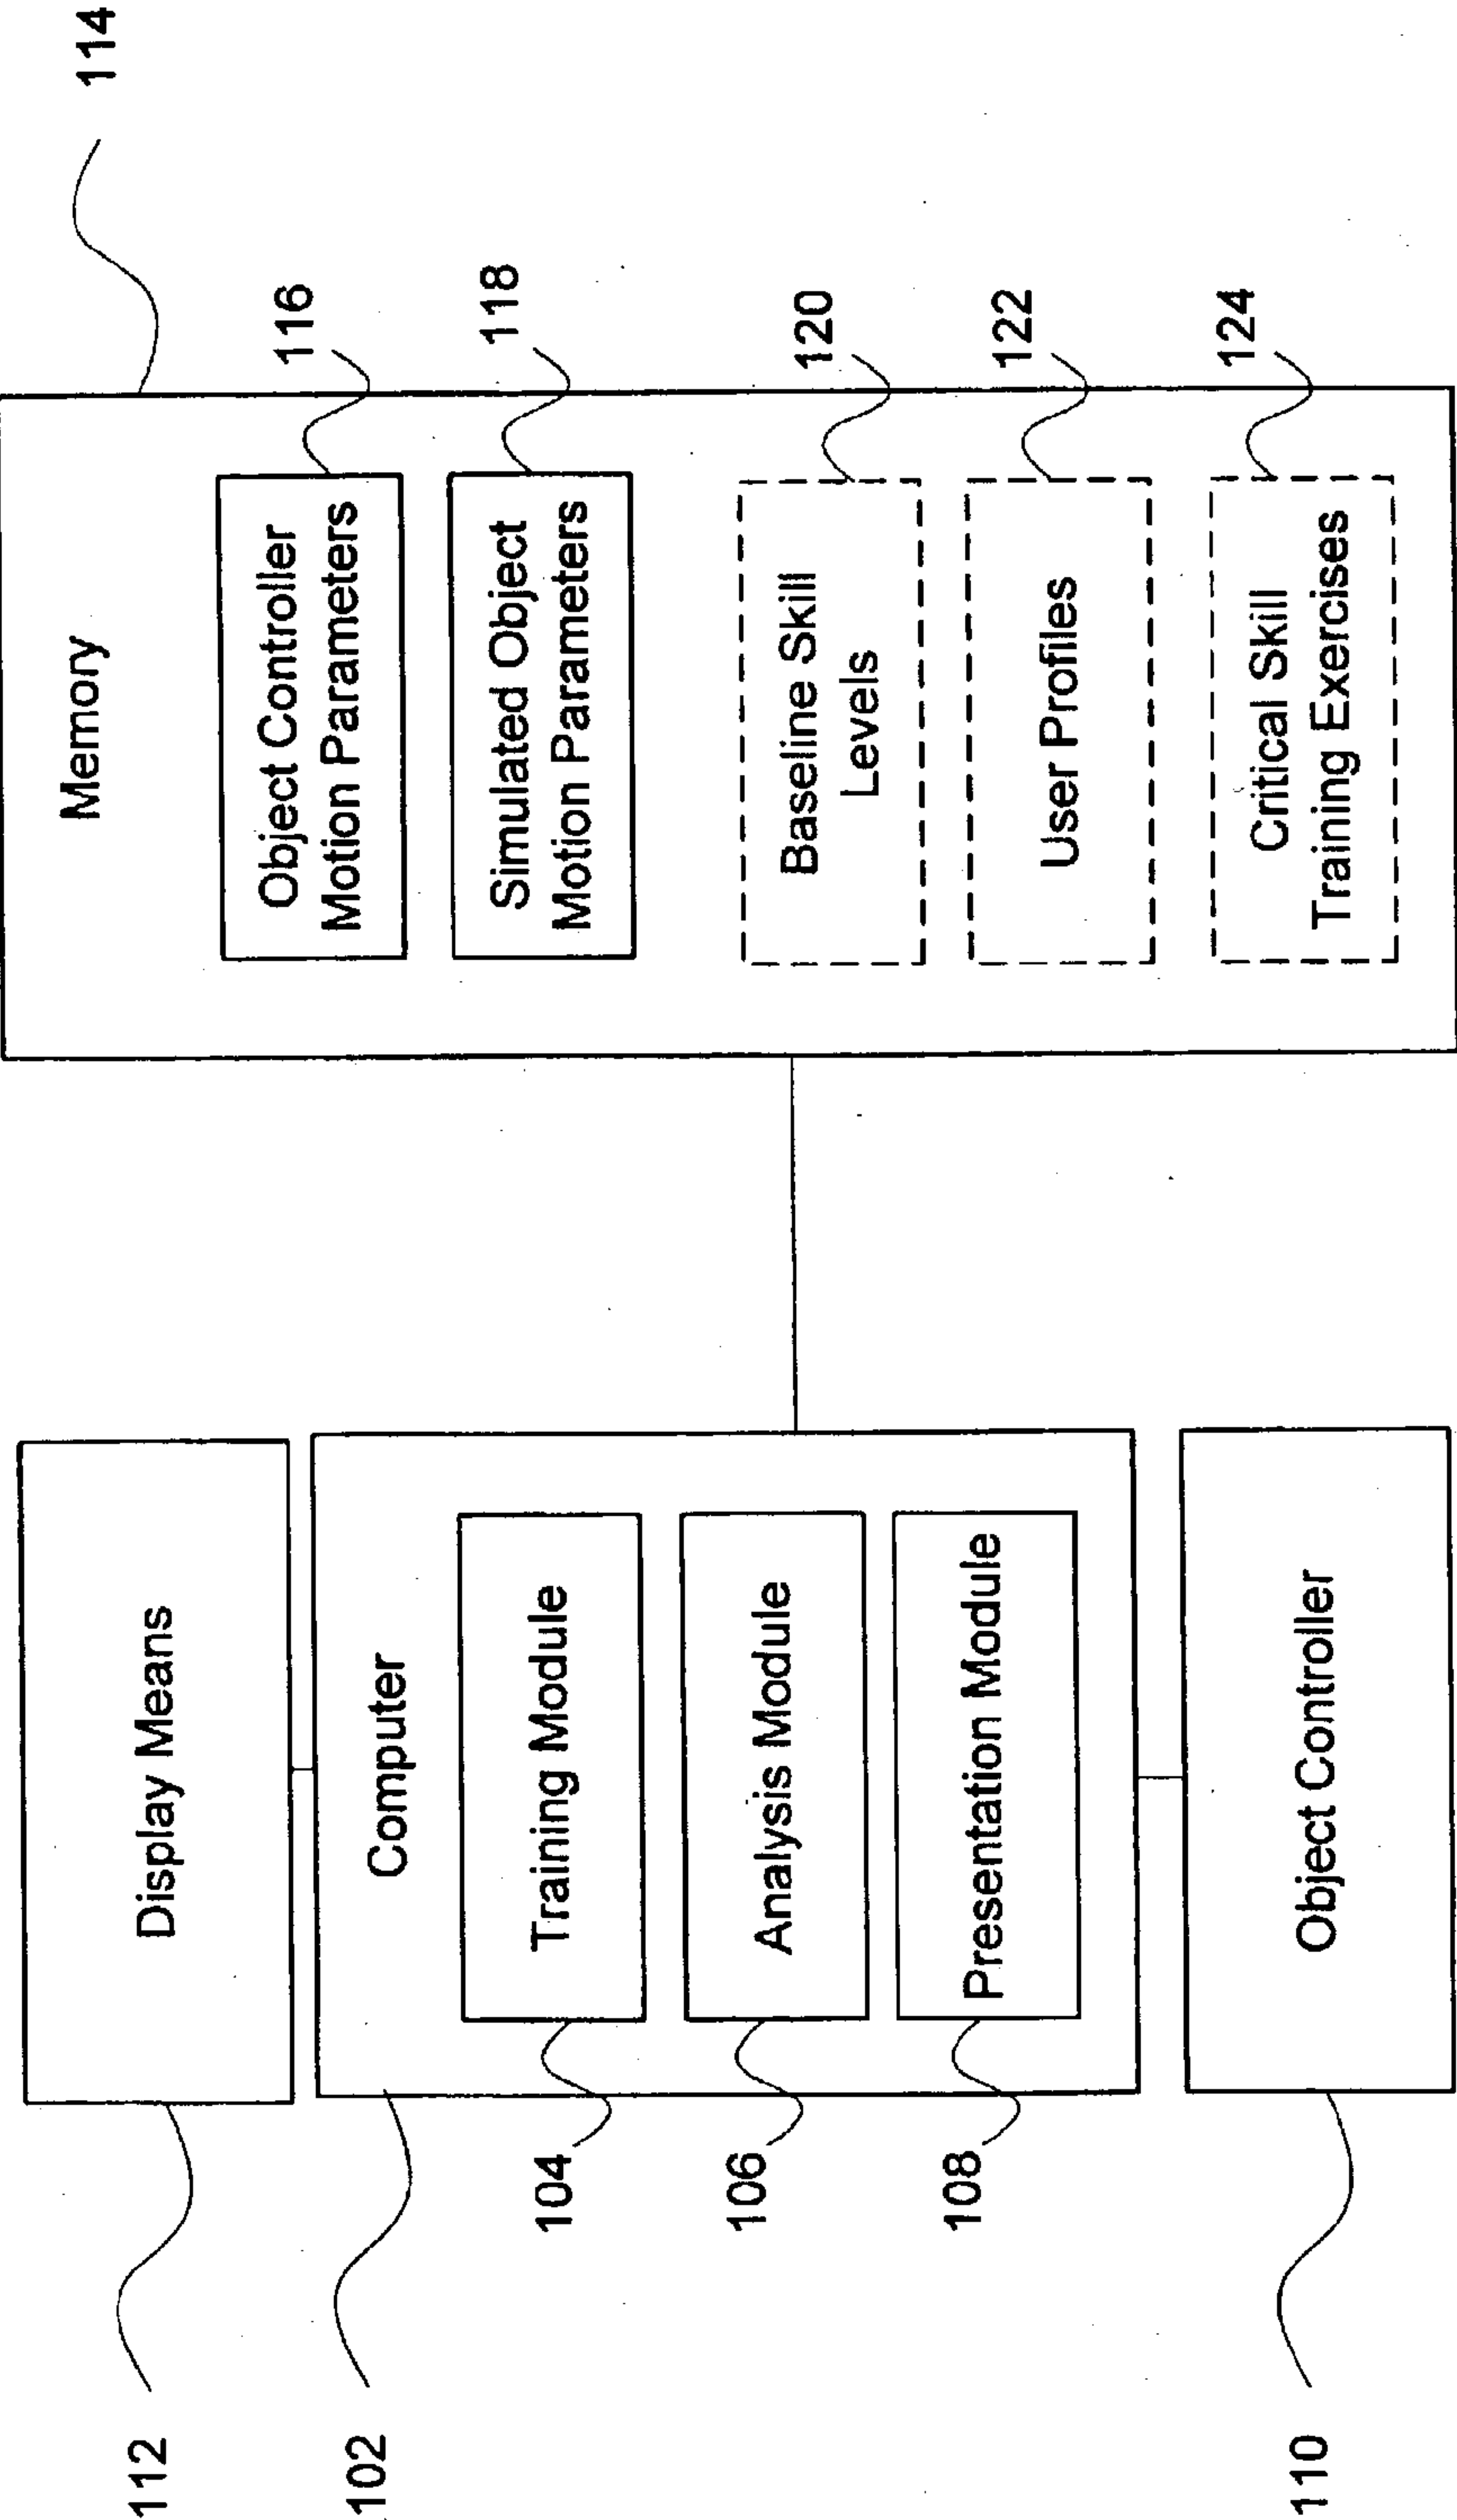 112
Display Means
102
Computer
104
Training Module
106
Analysis Module
108
Presentation Module
110
Object Controller
114
Memory
116
Object Controller
Motion Parameters
118
Simulated Object
Motion Parameters
120
Baseline Skill
Levels
122
User Profiles
124
Critical Skill
Training Exercises